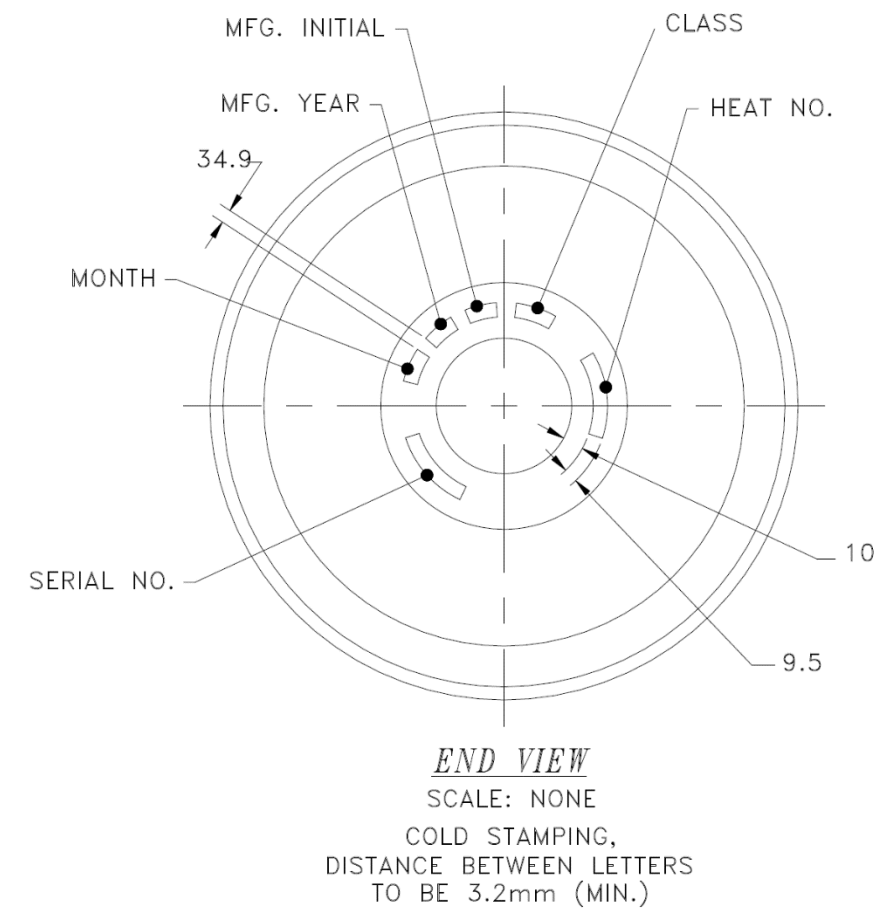 MFG. INITIAL
CLASS
MFG. YEAR
HEAT NO.
34.9
MONTH
10
SERIAL NO.
9.5
END VIEW
SCALE: NONE
COLD STAMPING,
DISTANCE BETWEEN LETTERS
TO BE 3.2mm (MIN.)